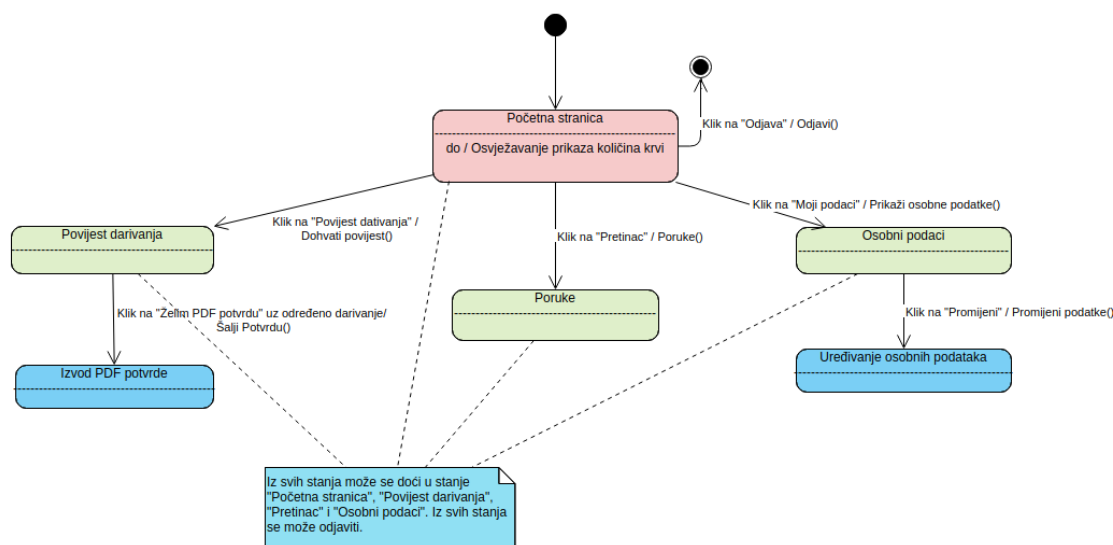 Početna stranica
do / Osvježavanje prikaza količina krvi
Klik na "Odjava" / Odjavi()
Klik na "Povijest dativanja" /
Dohvati povijest()
Klik na "Pretinac" / Poruke()
Klik na "Moji podaci" / Prikaži osobne podatke()
Povijest darivanja
Poruke
Osobni podaci
Klik na "Želim PDF potvrdu" uz određeno darivanje/
Šalji Potvrdu()
Klik na "Promijeni" / Promijeni podatke()
Izvod PDF potvrde
Uređivanje osobnih podataka
Iz svih stanja može se doći u stanje
"Početna stranica", "Povijest darivanja",
"Pretinac" i "Osobni podaci". Iz svih stanja
se može odjaviti.